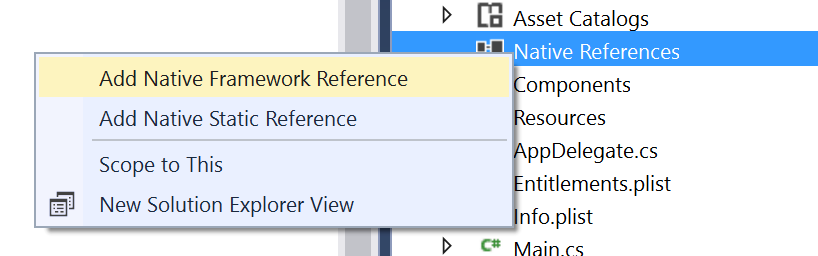 Asset Catalogs
Native References
Add Native Framework Reference
Components
Add Native Static Reference
Resources
AppDelegate.cs
Scope to This
Entitlements.plist
New Solution Explorer View
Info.plist
C# Main.cs